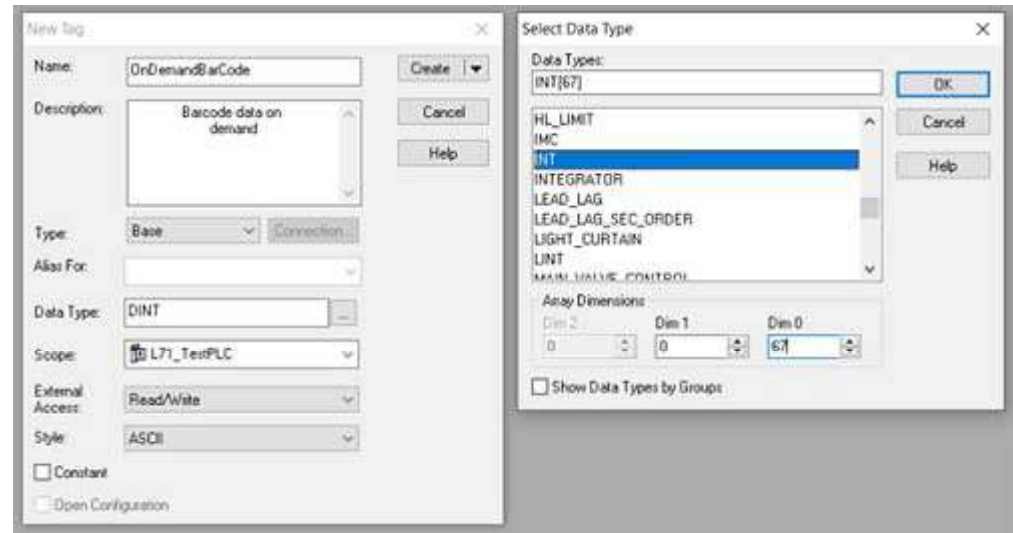 New Tag
Name:
OnDemandBarCode
Create
Description:
Barcode data on
demand
Cancel
Help
Type:
Base
Connection...
Alias For:
Data Type:
DINT
...
Scope:
L71_TestPLC
External
Access:
Read/Write
Style:
ASCII
Constant
Open Configuration
Select Data Type
Data Types:
INT[67]
OK
HL_LIMIT
Cancel
IMC
INT
Help
INTEGRATOR
LEAD_LAG
LEAD_LAG_SEC_ORDER
LIGHT_CURTAIN
LINT
MAIN_VALVE_CONTROL
Array Dimensions
Dim 2
Dim 1
Dim 0
0
0
67
Show Data Types by Groups